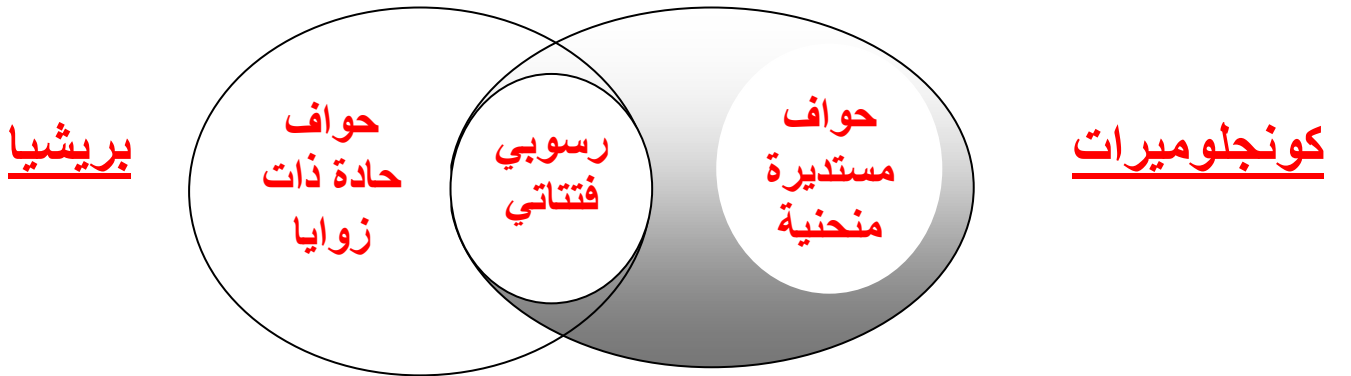 كونجلوميرات
حواف
مستديرة
منحنية
رسوبي
فتتاتي
حواف
حادة ذات
زوايا
بريشيا